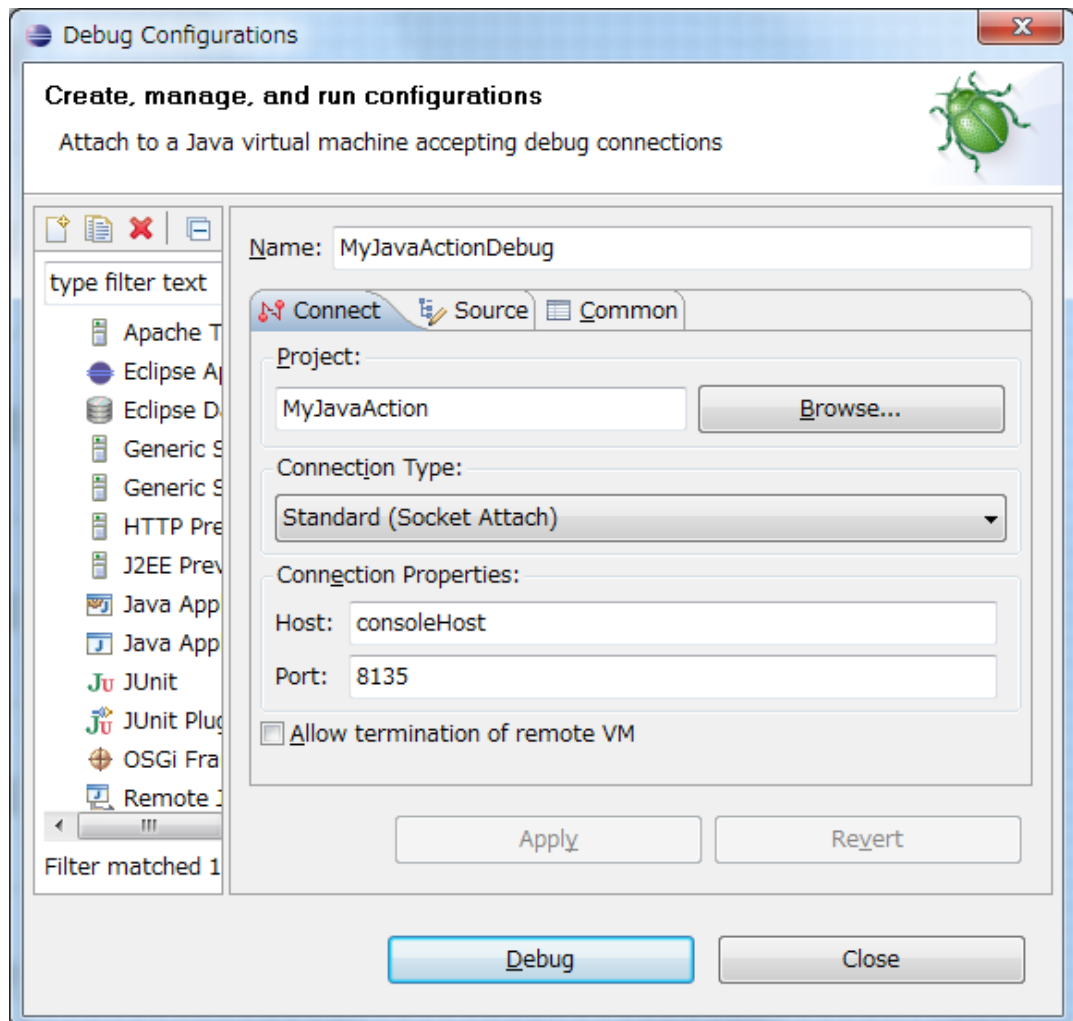 Debug Configurations
Create, manage, and run configurations
Attach to a Java virtual machine accepting debug connections
type filter text
Apache T
Eclipse Ap
Eclipse D
Generic S
Generic S
HTTP Pre
J2EE Prev
Java App
Java App
JUnit
JUnit Plug
OSGi Fra
Remote J
Filter matched 1
Name: MyJavaActionDebug
Connect Source Common
Project:
MyJavaAction Browse...
Connection Type:
Standard (Socket Attach)
Connection Properties:
Host: consoleHost
Port: 8135
Allow termination of remote VM
Apply Revert
Debug Close